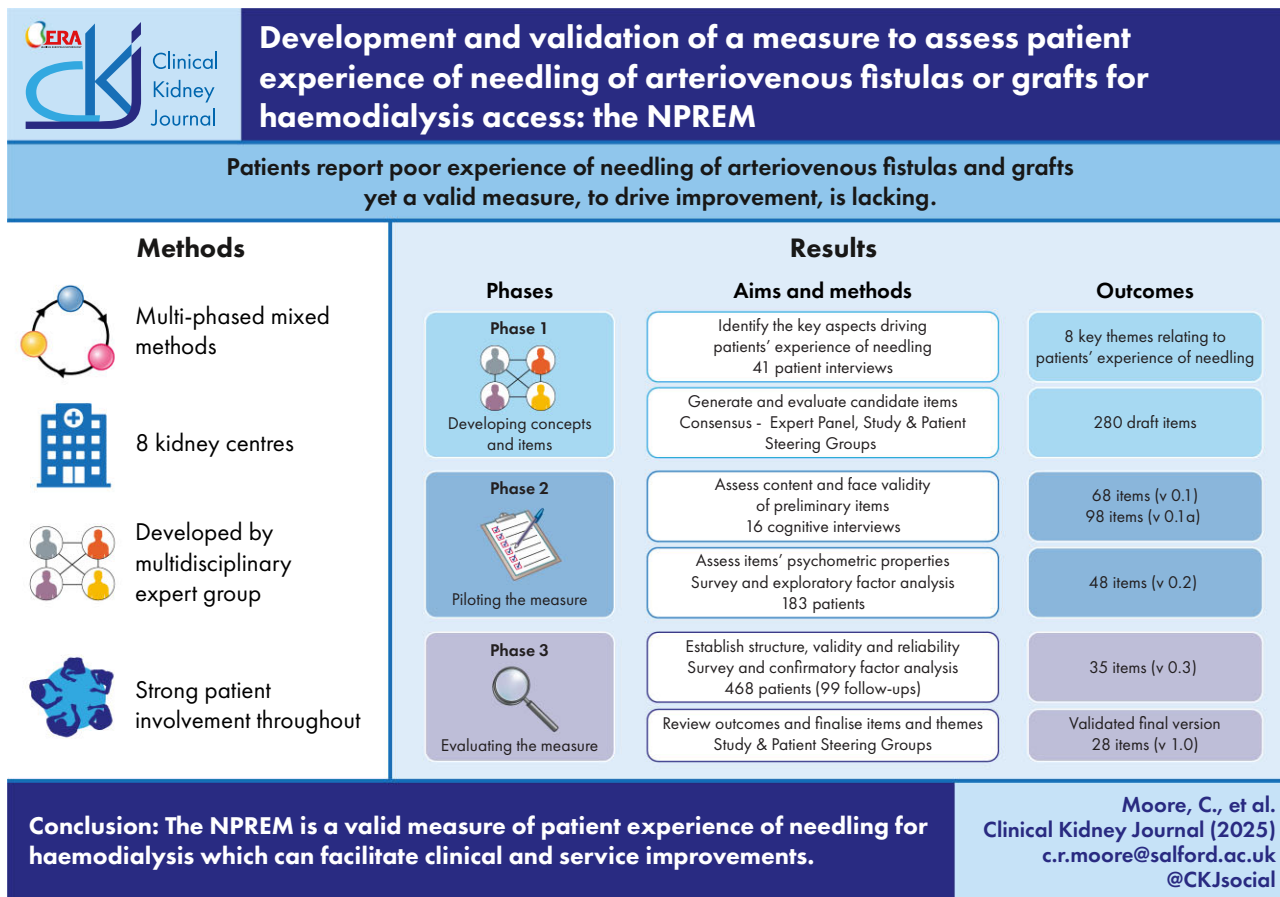 ERA
ckj
Clinical
Kidney
Journal
Development and validation of a measure to assess patient
experience of needling of arteriovenous fistulas or grafts for
haemodialysis access: the NPREM
Patients report poor experience of needling of arteriovenous fistulas and grafts
yet a valid measure, to drive improvement, is lacking.
Methods
Multi-phased mixed
methods
8 kidney centres
Developed by
multidisciplinary
expert group
Strong patient
involvement throughout
Results
Phases
Aims and methods
Outcomes
Phase 1
Developing concepts
and items
Identify the key aspects driving
patients’ experience of needling
41 patient interviews
8 key themes relating to
patients’ experience of needling
Generate and evaluate candidate items
Consensus - Expert Panel, Study & Patient
Steering Groups
280 draft items
Phase 2
Piloting the measure
Assess content and face validity
of preliminary items
16 cognitive interviews
68 items (v 0.1)
98 items (v 0.1a)
Assess items’ psychometric properties
Survey and exploratory factor analysis
183 patients
48 items (v 0.2)
Phase 3
Evaluating the measure
Establish structure, validity and reliability
Survey and confirmatory factor analysis
468 patients (99 follow-ups)
35 items (v 0.3)
Review outcomes and finalise items and themes
Study & Patient Steering Groups
Validated final version
28 items (v 1.0)
Conclusion: The NPREM is a valid measure of patient experience of needling for
haemodialysis which can facilitate clinical and service improvements.
Moore, C., et al.
Clinical Kidney Journal (2025)
c.r.moore@salford.ac.uk
@CKJsocial